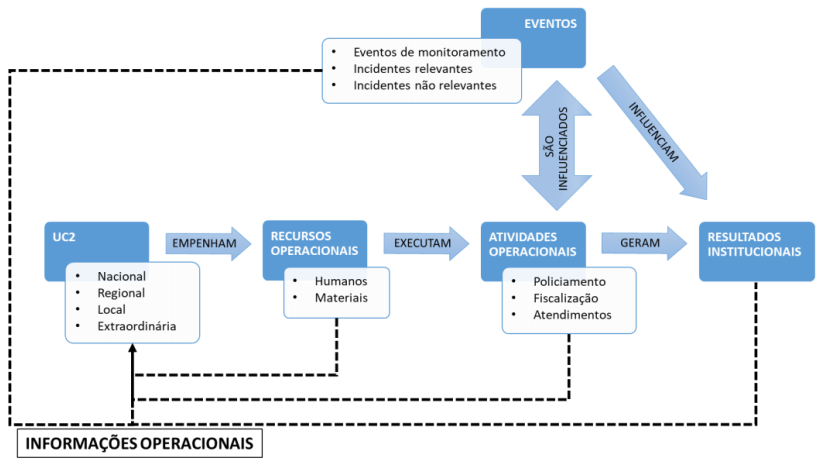 EVENTOS
• Eventos de monitoramento
• Incidentes relevantes
• Incidentes não relevantes
SÃO
INFLUENCIADOS
INFLUENCIAM
UC2
• Nacional
• Regional
• Local
• Extraordinária
EMPENHAM
RECURSOS
OPERACIONAIS
• Humanos
• Materiais
EXECUTAM
ATIVIDADES
OPERACIONAIS
• Policiamento
• Fiscalização
• Atendimentos
GERAM
RESULTADOS
INSTITUCIONAIS
INFORMAÇÕES OPERACIONAIS